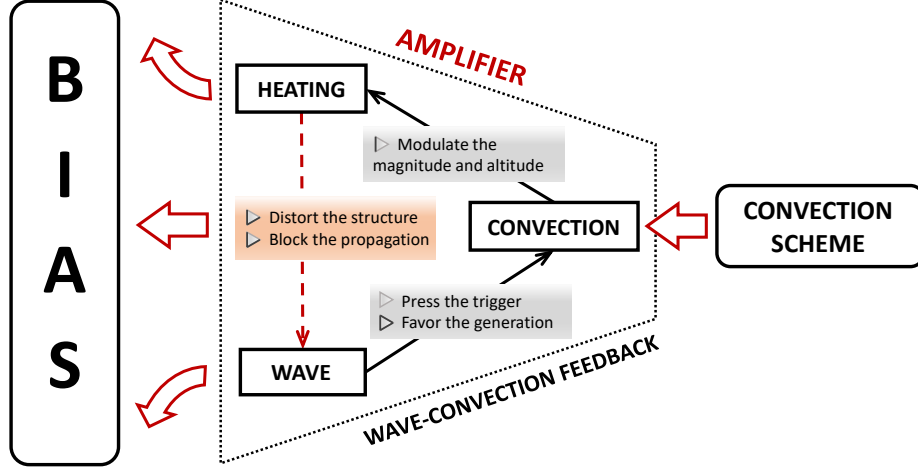 B
I
A
S
AMPLIFIER
HEATING
Modulate the
magnitude and altitude
Distort the structure
Block the propagation
CONVECTION
CONVECTION
SCHEME
Press the trigger
Favor the generation
WAVE
WAVE-CONVECTION FEEDBACK